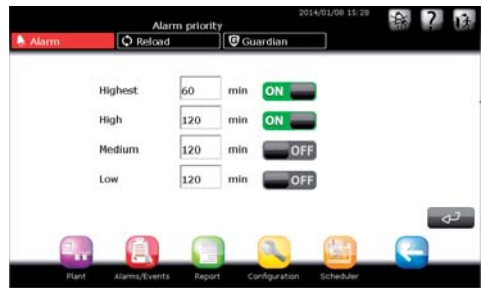 2014/01/08 15:28
Alarm priority
Alarm
Reload
Guardian
Highest 60 min ON
High 120 min ON
Medium 120 min OFF
Low 120 min OFF
Plant
Alarms/Events
Report
Configuration
Scheduler